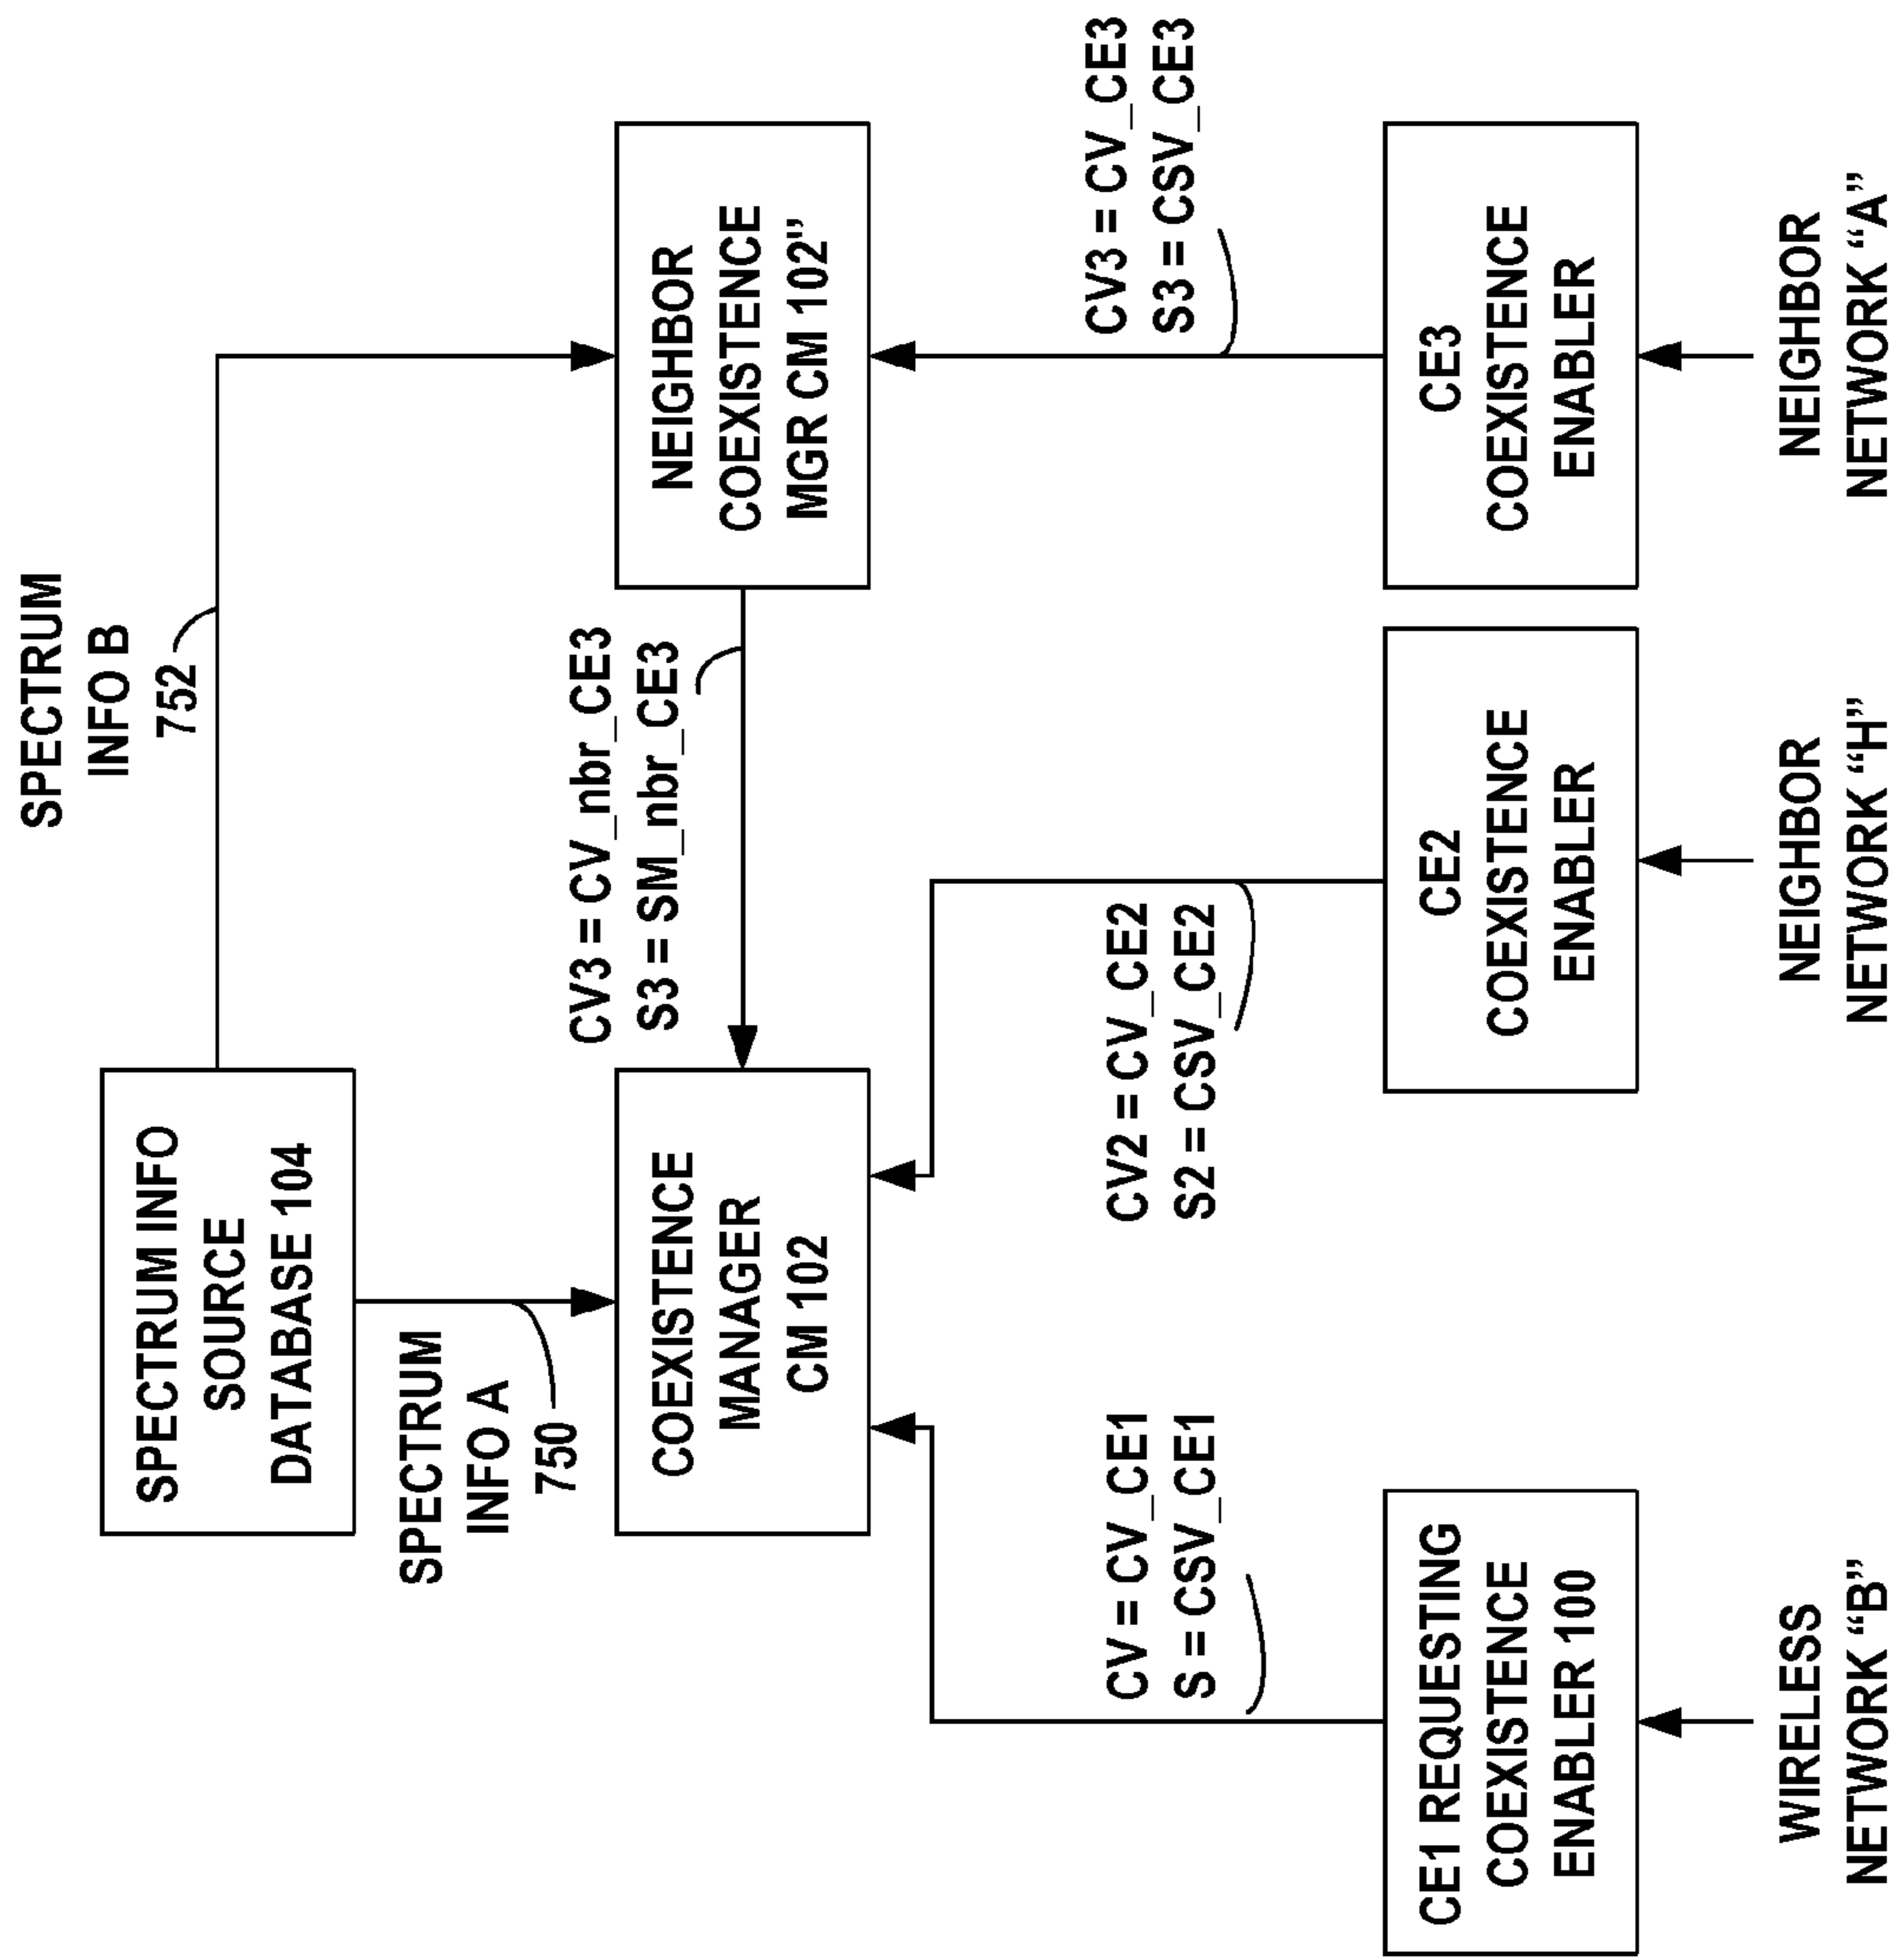 SPECTRUM INFO
SOURCE
DATABASE 104
SPECTRUM
INFO B
752
SPECTRUM
INFO A
750
CV3 = CV_nbr_CE3
S3 = SM_nbr_CE3
COEXISTENCE
MANAGER
CM 102
NEIGHBOR
COEXISTENCE
MGR CM 102”
CV = CV_CE1
S = CSV_CE1
CV2 = CV_CE2
S2 = CSV_CE2
CV3 = CV_CE3
S3 = CSV_CE3
CE1 REQUESTING
COEXISTENCE
ENABLER 100
CE2
COEXISTENCE
ENABLER
CE3
COEXISTENCE
ENABLER
WIRELESS
NETWORK “B”
NEIGHBOR
NETWORK “H”
NEIGHBOR
NETWORK “A”